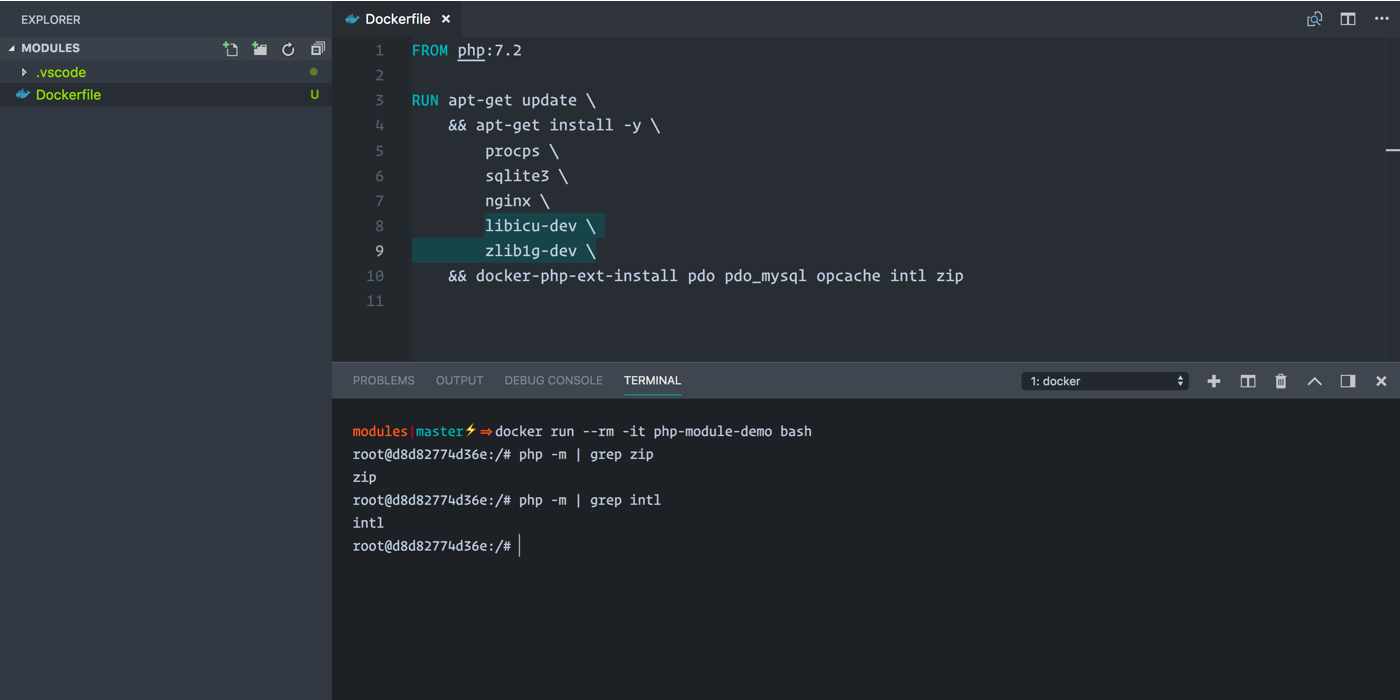 EXPLORER
MODULES
.vscode
Dockerfile U
Dockerfile ×
1 FROM php:7.2
2
3 RUN apt-get update \
4 && apt-get install -y \
5 procps \
6 sqlite3 \
7 nginx \
8 libicu-dev \
9 zlib1g-dev \
10 && docker-php-ext-install pdo pdo_mysql opcache intl zip
11
PROBLEMS OUTPUT DEBUG CONSOLE TERMINAL 1: docker
modules|master⚡⇒docker run --rm -it php-module-demo bash
root@d8d82774d36e:/# php -m | grep zip
zip
root@d8d82774d36e:/# php -m | grep intl
intl
root@d8d82774d36e:/#